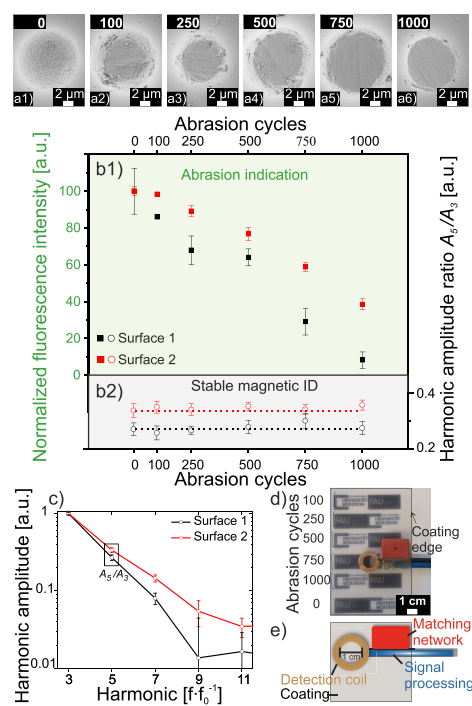 0 100 250 500 750 1000
2 µm 2 µm 2 µm 2 µm 2 µm 2 µm
a1) a2) a3) a4) a5) a6)
Abrasion cycles
0 100 250 500 750 1000
b1)
Abrasion indication
Normalized fluorescence intensity [a.u.]
100
80
60
40
20
0
Surface 1
Surface 2
Harmonic amplitude ratio A5/A3 [a.u.]
b2)
Stable magnetic ID
0.4
0.2
0 100 250 500 750 1000
Abrasion cycles
c)
Harmonic amplitude [a.u.]
1
0.1
0.01
Surface 1
Surface 2
A5/A3
3 5 7 9 11
Harmonic [f·f0-1]
d)
Abrasion cycles
100
250
500
750
1000
0
FAU
Coating
edge
1 cm
e)
Matching
network
1 cm
Detection coil
Signal
processing
Coating